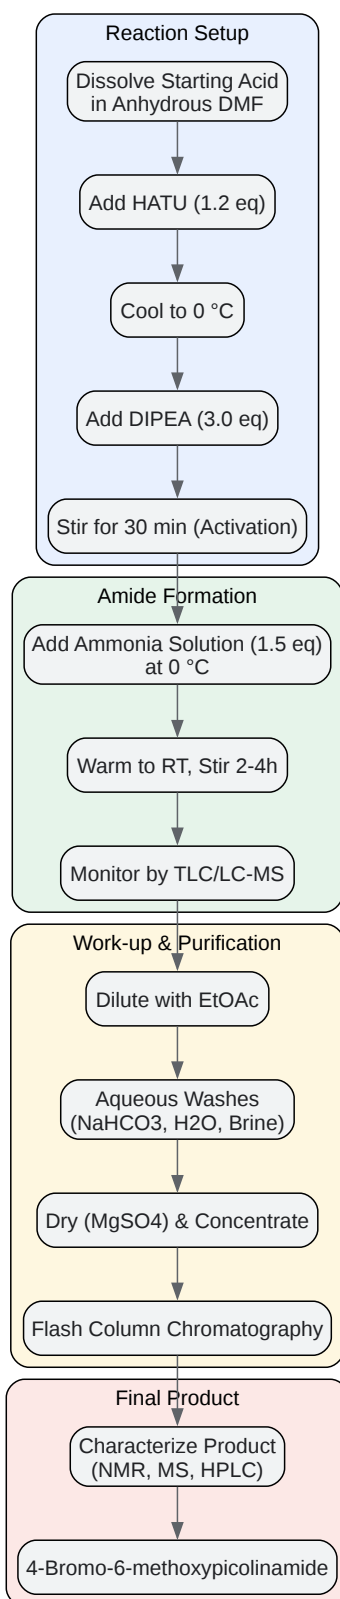 Reaction Setup
Dissolve Starting Acid
in Anhydrous DMF
Add HATU (1.2 eq)
Cool to 0 °C
Add DIPEA (3.0 eq)
Stir for 30 min (Activation)
Amide Formation
Add Ammonia Solution (1.5 eq)
at 0 °C
Warm to RT, Stir 2-4h
Monitor by TLC/LC-MS
Work-up & Purification
Dilute with EtOAc
Aqueous Washes
(NaHCO3, H2O, Brine)
Dry (MgSO4) & Concentrate
Flash Column Chromatography
Final Product
Characterize Product
(NMR, MS, HPLC)
4-Bromo-6-methoxypicolinamide